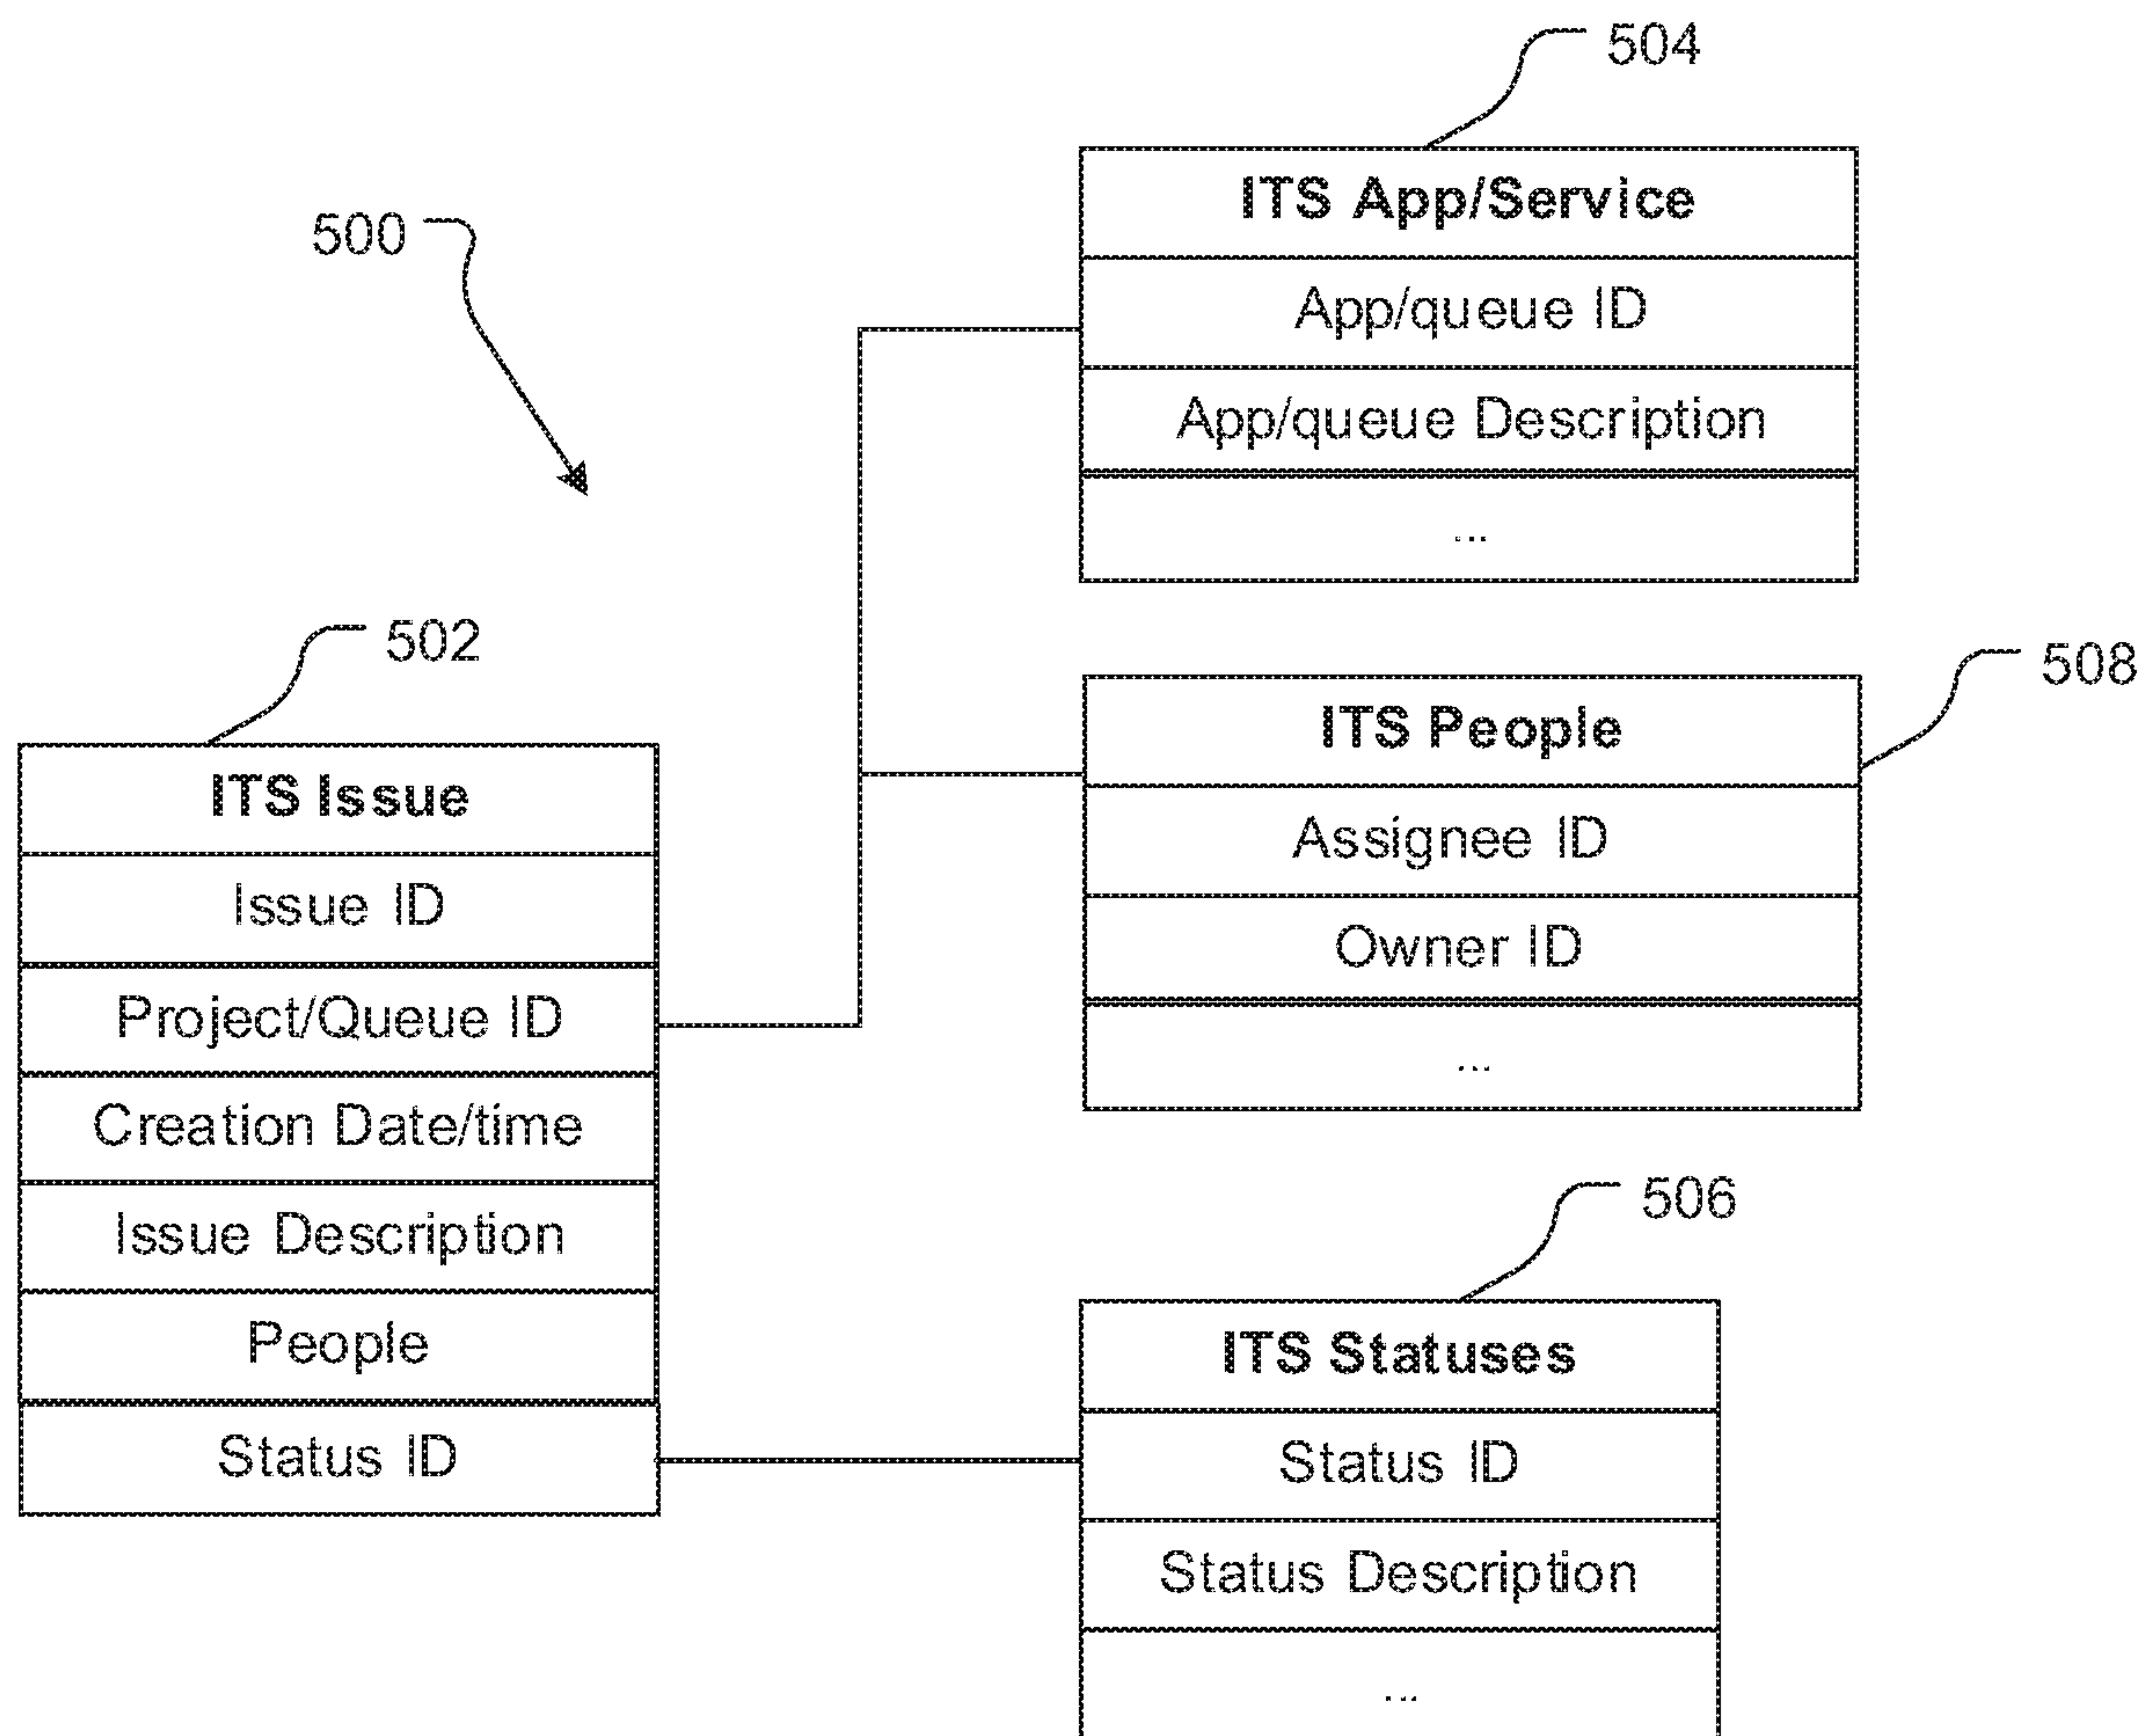 504
ITS App/Service
App/queue ID
App/queue Description
...
500
502
ITS Issue
Issue ID
Project/Queue ID
Creation Date/time
Issue Description
People
Status ID
508
ITS People
Assignee ID
Owner ID
...
506
ITS Statuses
Status ID
Status Description
...